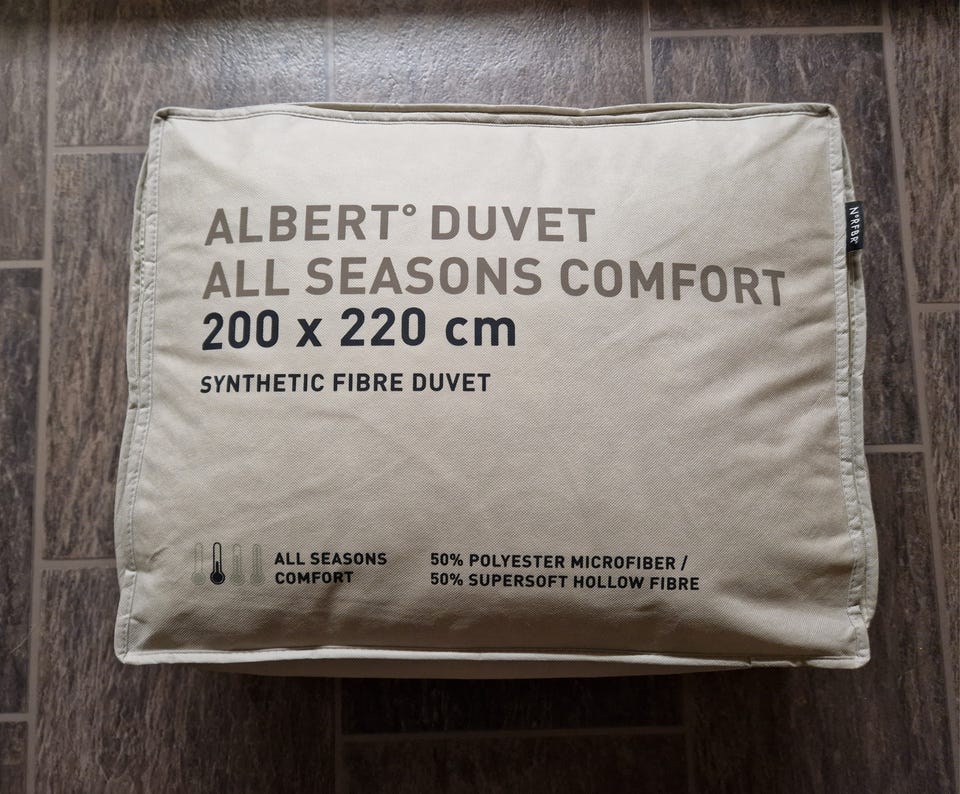 ALBERT° DUVET
ALL SEASONS COMFORT
200 x 220 cm
SYNTHETIC FIBRE DUVET
ALL SEASONS
COMFORT
50% POLYESTER MICROFIBER /
50% SUPERSOFT HOLLOW FIBRE